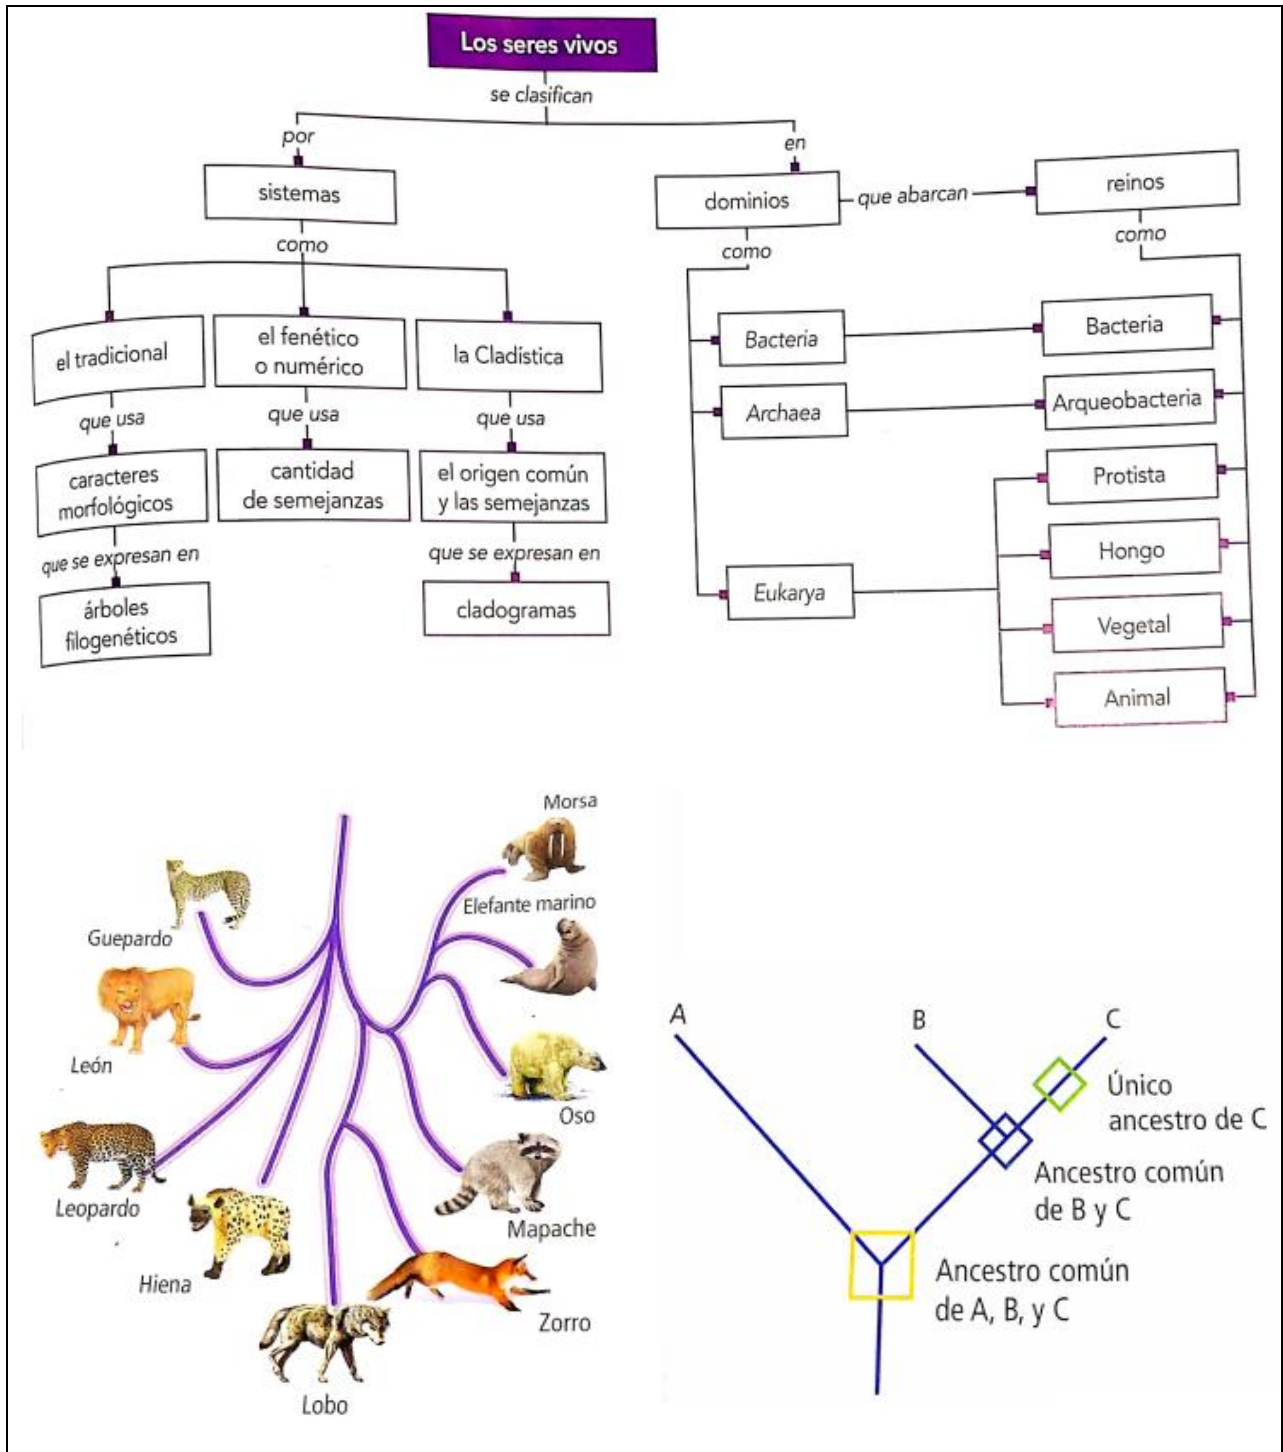 Los seres vivos
se clasifican
por
en
sistemas
dominios
que abarcan
reinos
como
como
como
el tradicional
el fenético
o numérico
la Cladística
Bacteria
Bacteria
Archaea
Arqueobacteria
que usa
que usa
que usa
caracteres
morfológicos
cantidad
de semejanzas
el origen común
y las semejanzas
Protista
que se expresan en
que se expresan en
Hongo
árboles
filogenéticos
cladogramas
Eukarya
Vegetal
Animal
Morsa
Elefante marino
Guepardo
León
Oso
Leopardo
Mapache
Hiena
Zorro
Lobo
A
B
C
Único
ancestro de C
Ancestro común
de B y C
Ancestro común
de A, B, y C